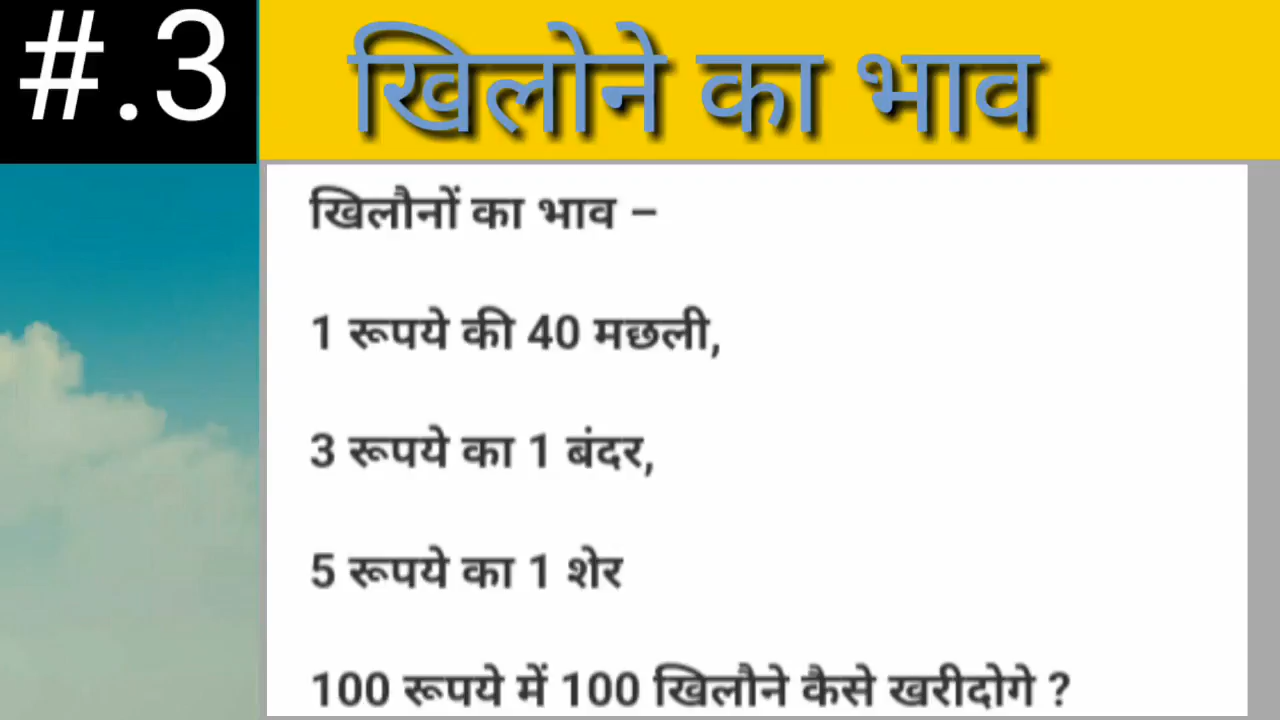 #.3
खिलोने का भाव
खिलौनों का भाव –
1 रूपये की 40 मछली,
3 रूपये का 1 बंदर,
5 रूपये का 1 शेर
100 रूपये में 100 खिलौने कैसे खरीदोगे ?